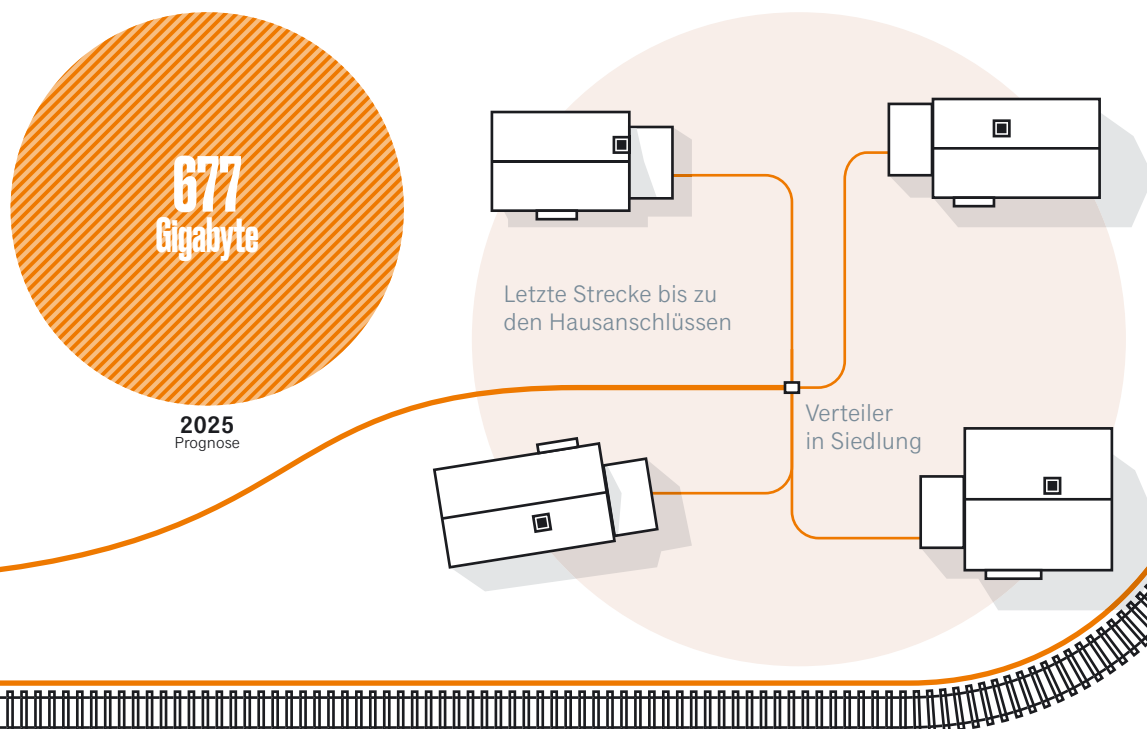 677
Gigabyte
2025
Prognose
Letzte Strecke bis zu
den Hausanschlüssen
Verteiler
in Siedlung